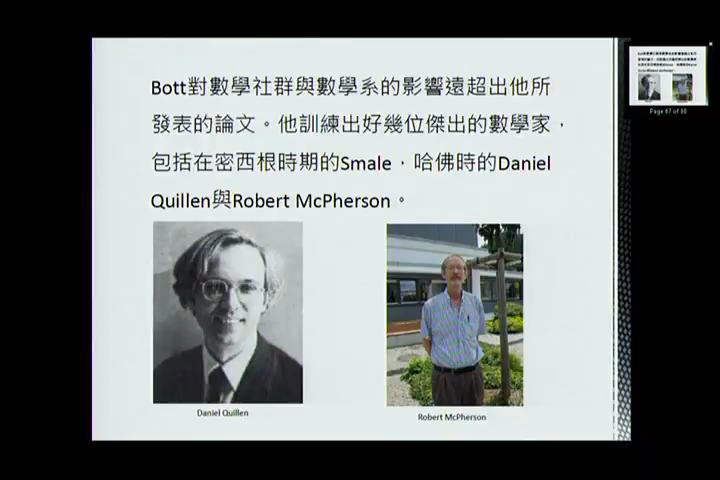 Bott對數學社群與數學系的影響遠超出他所
發表的論文。他訓練出好幾位傑出的數學家，
包括在密西根時期的Smale，哈佛時的Daniel
Quillen與Robert McPherson。
Daniel Quillen
Robert McPherson
Page 67 of 80